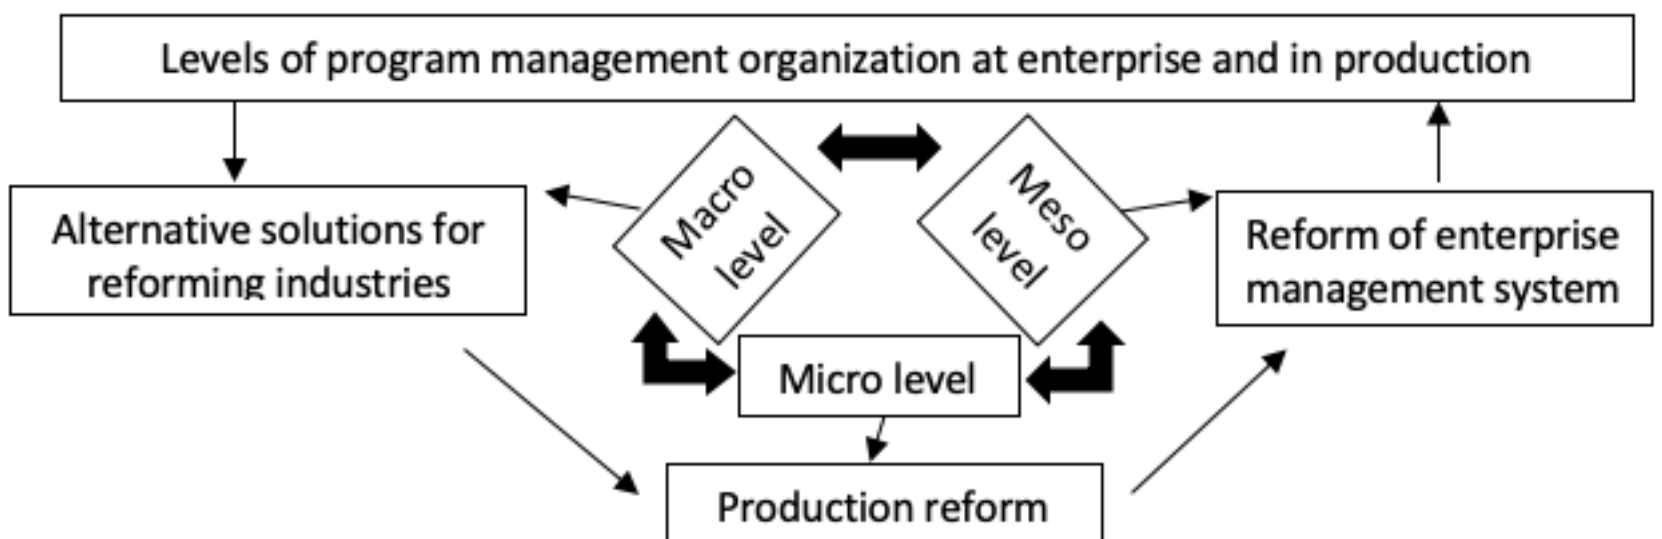 Levels of program management organization at enterprise and in production
Macro
level
Meso
level
Alternative solutions for
reforming industries
Reform of enterprise
management system
Micro level
Production reform